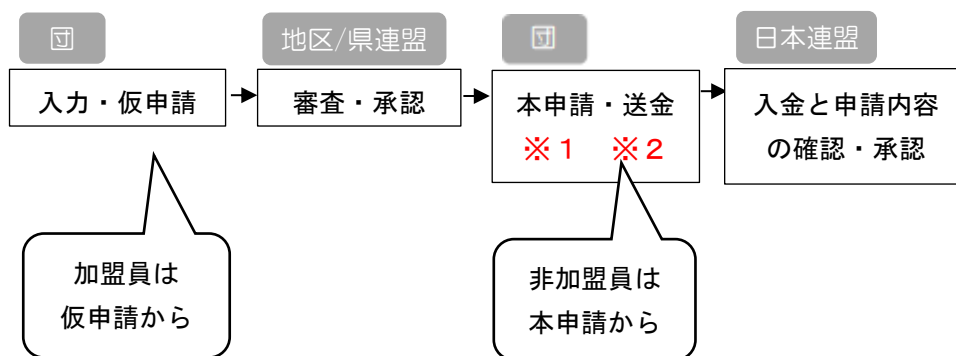 団
地区/県連盟
団
日本連盟
入力・仮申請
審査・承認
本申請・送金
※1 ※2
入金と申請内容
の確認・承認
加盟員は
仮申請から
非加盟員は
本申請から